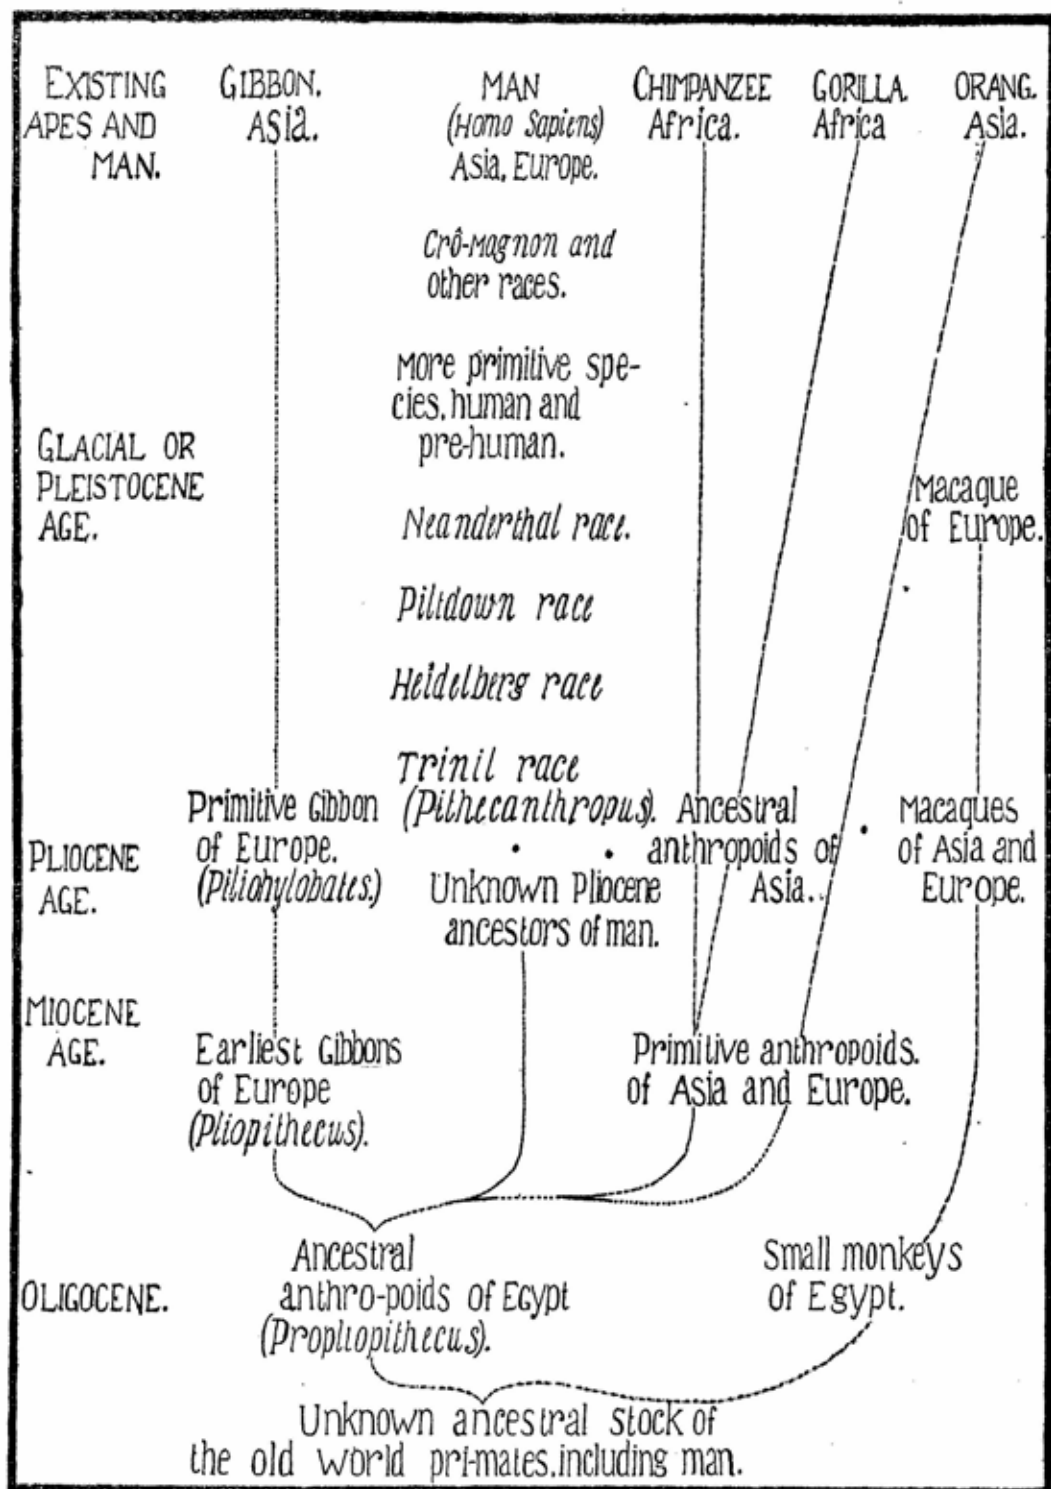 EXISTING
APES AND
MAN.
GIBBON.
Asia.
MAN
(Homo Sapiens)
Asia, Europe.
CHIMPANZEE
Africa.
GORILLA.
Africa
ORANG.
Asia.
Crô-Magnon and
other races.
More primitive spe-
cies, human and
pre-human.
GLACIAL OR
PLEISTOCENE
AGE.
Neanderthal race.
Macaque
of Europe.
Piltdown race
Heidelberg race
Trinil race
(Pithecanthropus).
PLIOCENE
AGE.
Primitive Gibbon
of Europe.
(Pliohylobates.)
Unknown Pliocene
ancestors of man.
Ancestral
anthropoids of
Asia.
Macaques
of Asia and
Europe.
MIOCENE
AGE.
Earliest Gibbons
of Europe
(Pliopithecus).
Primitive anthropoids.
of Asia and Europe.
OLIGOCENE.
Ancestral
anthro-poids of Egypt
(Propliopithecus).
Small monkeys
of Egypt.
Unknown ancestral stock of
the old world pri-mates, including man.